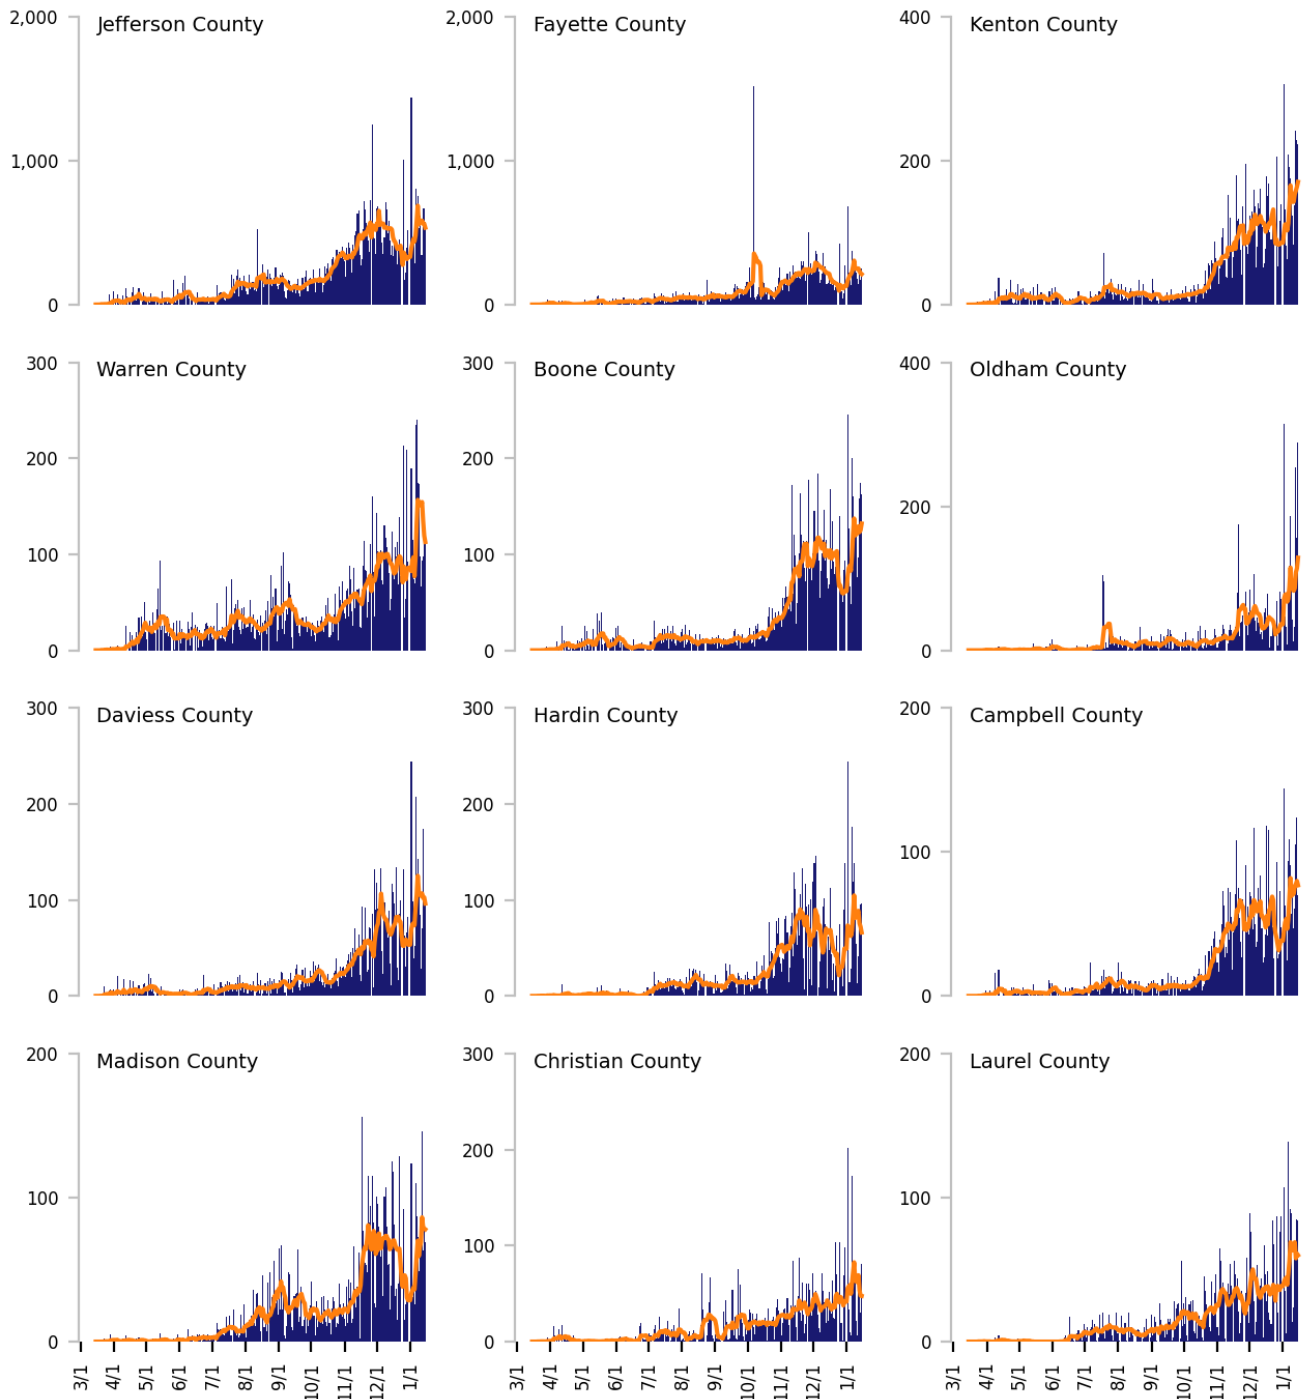 2,000
Jefferson County
1,000
0
2,000
Fayette County
1,000
0
400
Kenton County
200
0
300
Warren County
200
100
0
300
Boone County
200
100
0
400
Oldham County
200
0
300
Daviess County
200
100
0
300
Hardin County
200
100
0
200
Campbell County
100
0
200
Madison County
100
0
3/1 4/1 5/1 6/1 7/1 8/1 9/1 10/1 11/1 12/1 1/1
300
Christian County
200
100
0
3/1 4/1 5/1 6/1 7/1 8/1 9/1 10/1 11/1 12/1 1/1
200
Laurel County
100
0
3/1 4/1 5/1 6/1 7/1 8/1 9/1 10/1 11/1 12/1 1/1